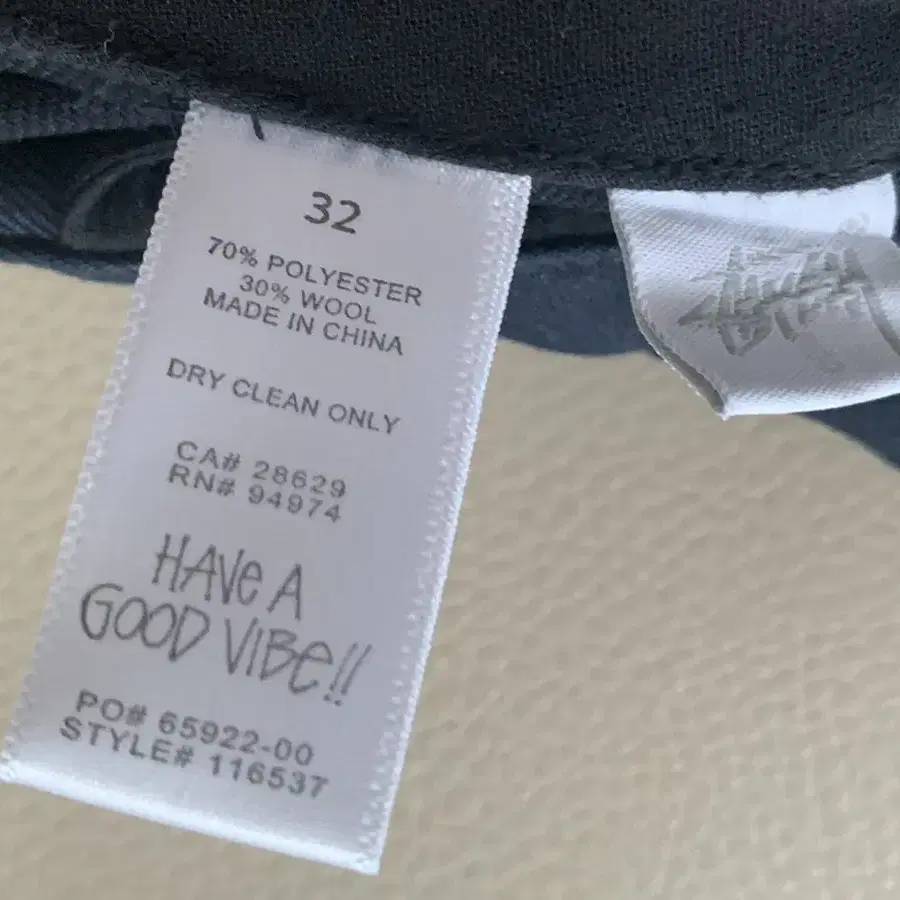 32
70% POLYESTER
30% WOOL
MADE IN CHINA
DRY CLEAN ONLY
CA# 28629
RN# 94974
HAVE A
GOOD VIBE!!
PO# 65922-00
STYLE# 116537